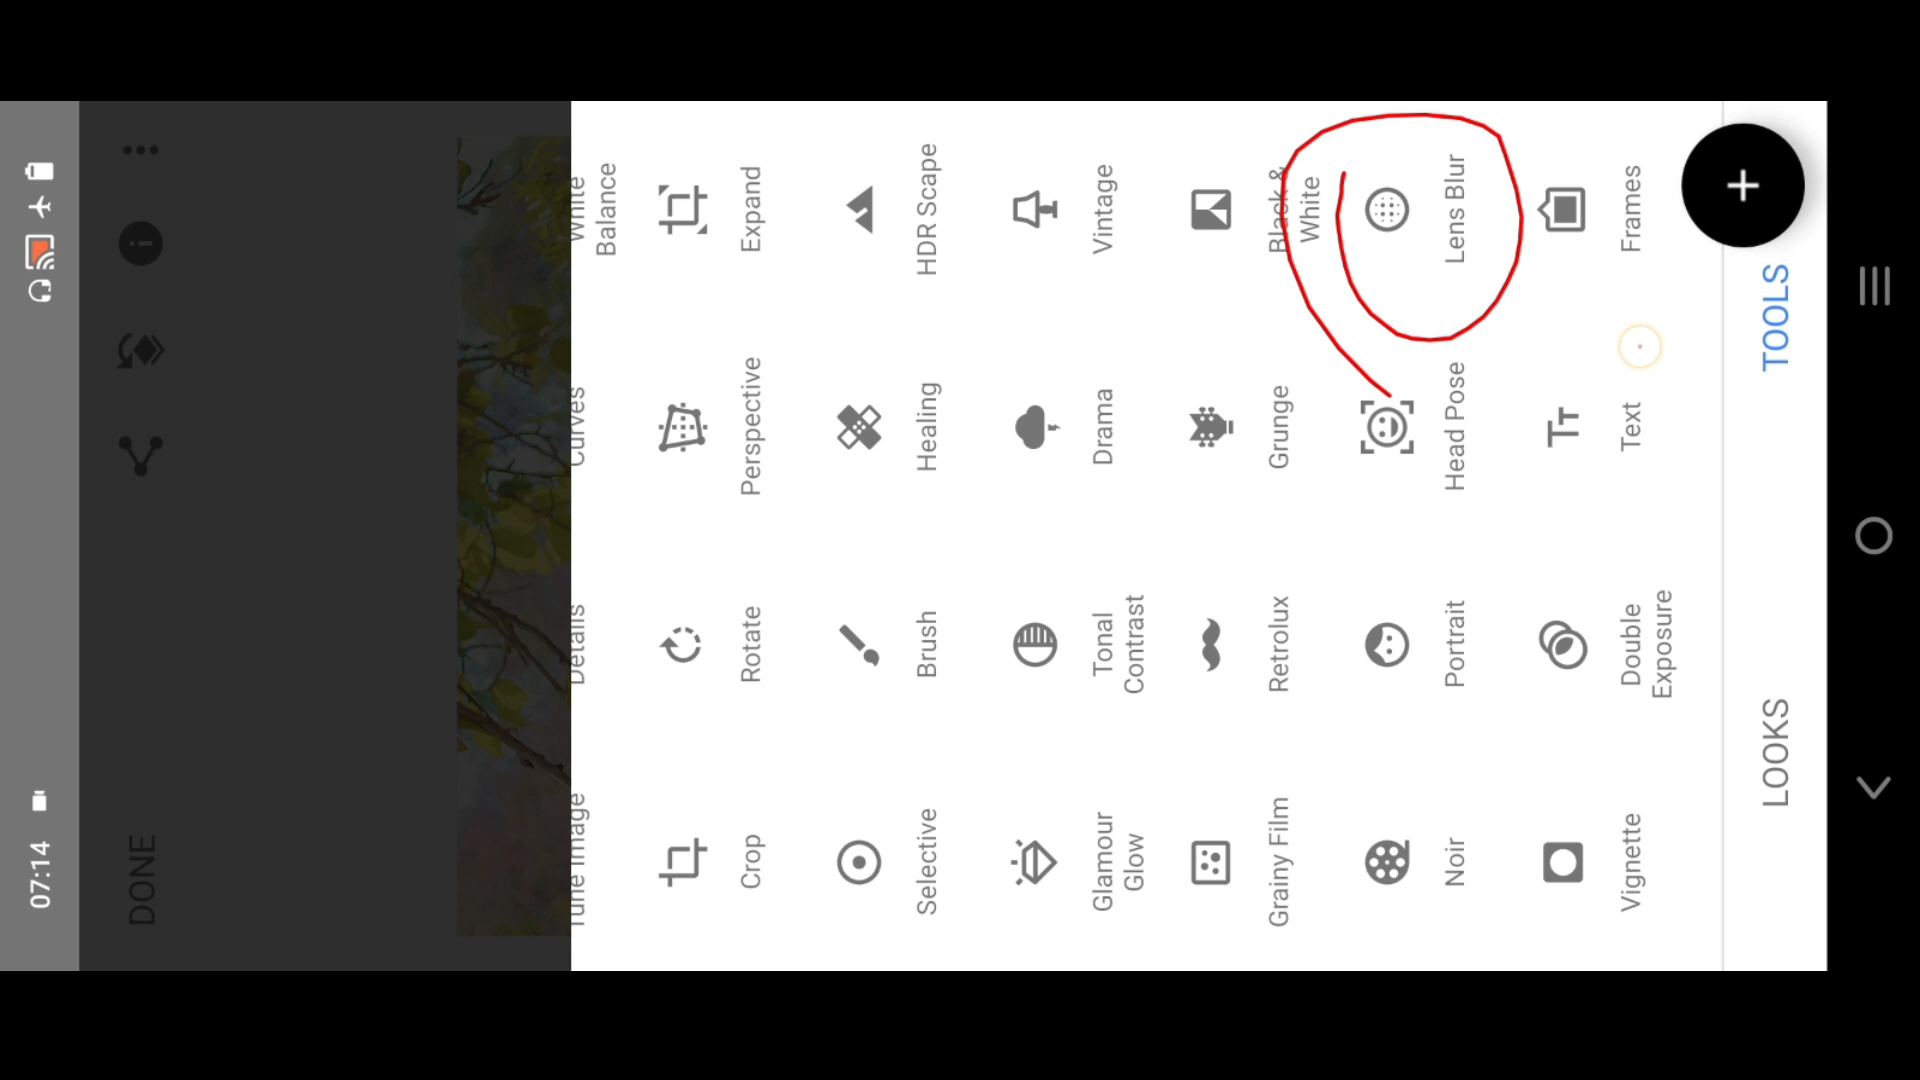 07:14
DONE
Tune Image
Details
Curves
White
Balance
Crop
Rotate
Perspective
Expand
Selective
Brush
Healing
HDR Scape
Glamour
Glow
Tonal
Contrast
Drama
Vintage
Grainy Film
Retrolux
Grunge
Black &
White
Noir
Portrait
Head Pose
Lens Blur
Vignette
Double
Exposure
Text
Frames
LOOKS
TOOLS